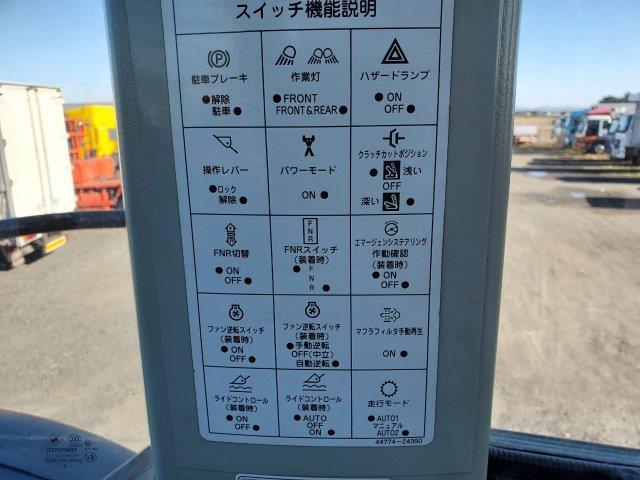 スイッチ機能説明
駐車ブレーキ
●解除
駐車●
作業灯
●FRONT
FRONT&REAR●
ハザードランプ
●ON
OFF●
操作レバー
●ロック
解除●
パワーモード
ON●
クラッチカットポジション
●浅い
OFF
深い●
FNR切替
●ON
OFF●
F
N
R
FNRスイッチ
(装着時)
●F
N
R●
エマージェンシステアリング
作動確認
(装着時)
●ON
OFF●
ファン逆転スイッチ
(装着時)
●ON
OFF●
ファン逆転スイッチ
(装着時)
●手動逆転
OFF(中立)
自動逆転●
マフラフィルタ手動再生
ON●
ライドコントロール
(装着時)
●ON
OFF●
ライドコントロール
(装着時)
●AUTO
OFF
ON●
走行モード
●AUTO1
マニュアル
AUTO2●
44774-24390
TEMPERED